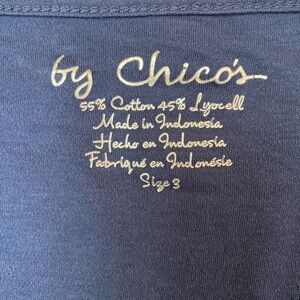 by Chico's
55% Cotton 45% Lyocell
Made in Indonesia
Hecho en Indonesia
Fabriqué en Indonésie
Size 3